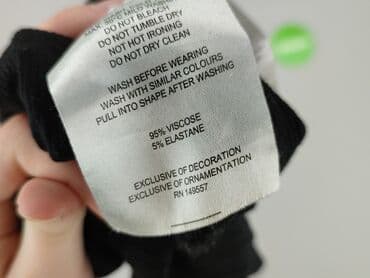 DO NOT BLEACH
DO NOT TUMBLE DRY
NOT HOT IRONING
DO NOT DRY CLEAN
WASH BEFORE WEARING
WASH WITH SIMILAR COLOURS
PULL INTO SHAPE AFTER WASHING
95% VISCOSE
5% ELASTANE
EXCLUSIVE OF DECORATION
EXCLUSIVE OF ORNAMENTATION
RN 149557